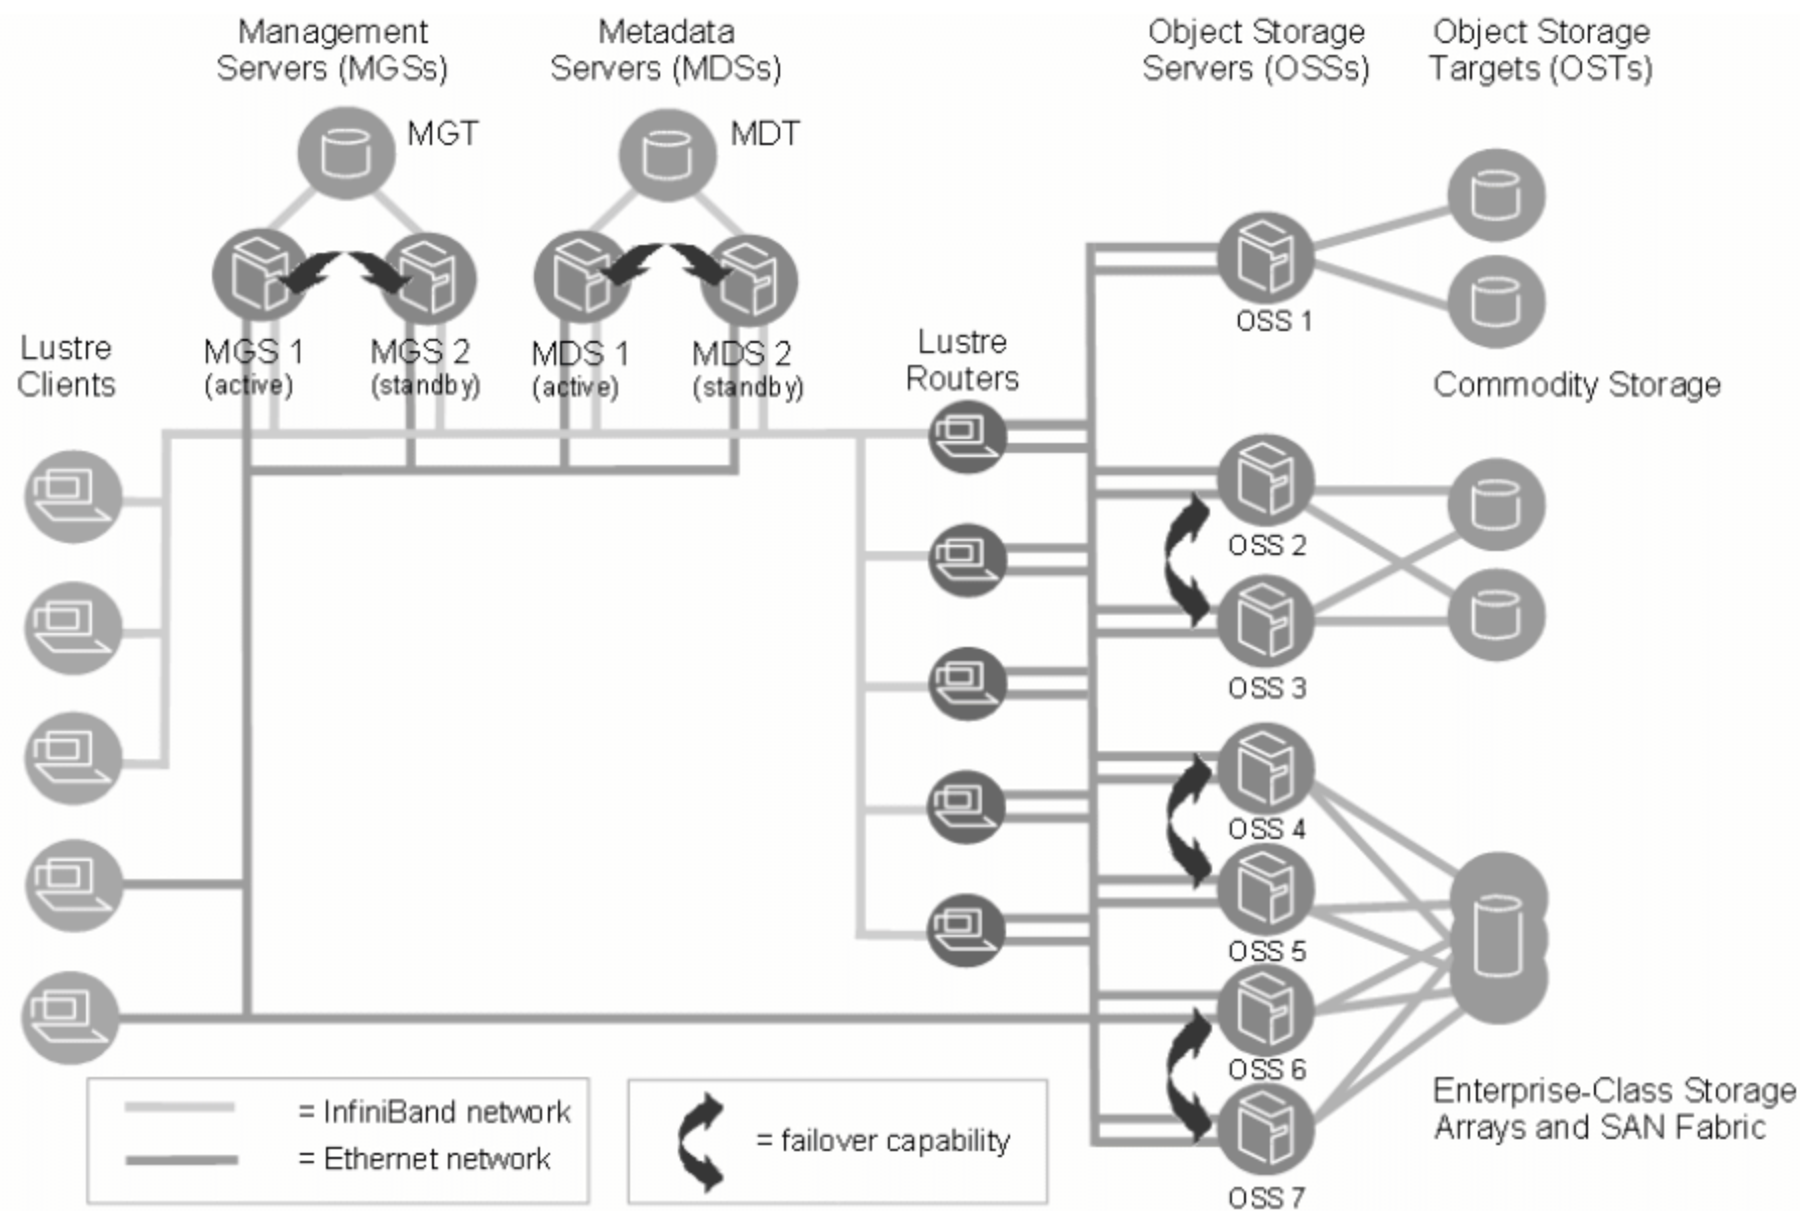 Management
Servers (MGSs)
Metadata
Servers (MDSs)
Object Storage
Servers (OSSs)
Object Storage
Targets (OSTs)
MGT
MDT
Lustre
Clients
MGS 1
(active)
MGS 2
(standby)
MDS 1
(active)
MDS 2
(standby)
Lustre
Routers
OSS 1
Commodity Storage
OSS 2
OSS 3
OSS 4
OSS 5
OSS 6
OSS 7
Enterprise-Class Storage
Arrays and SAN Fabric
= InfiniBand network
= Ethernet network
= failover capability